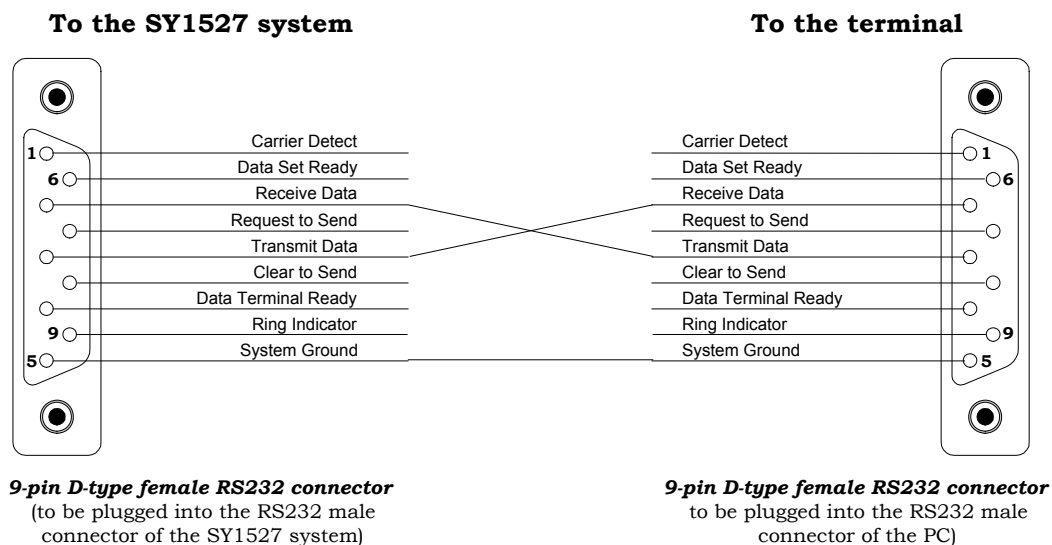 To the SY1527 system
To the terminal
Carrier Detect
Data Set Ready
Receive Data
Request to Send
Transmit Data
Clear to Send
Data Terminal Ready
Ring Indicator
System Ground
1
6
9
5
Carrier Detect
Data Set Ready
Receive Data
Request to Send
Transmit Data
Clear to Send
Data Terminal Ready
Ring Indicator
System Ground
1
6
9
5
9-pin D-type female RS232 connector
(to be plugged into the RS232 male
connector of the SY1527 system)
9-pin D-type female RS232 connector
to be plugged into the RS232 male
connector of the PC)